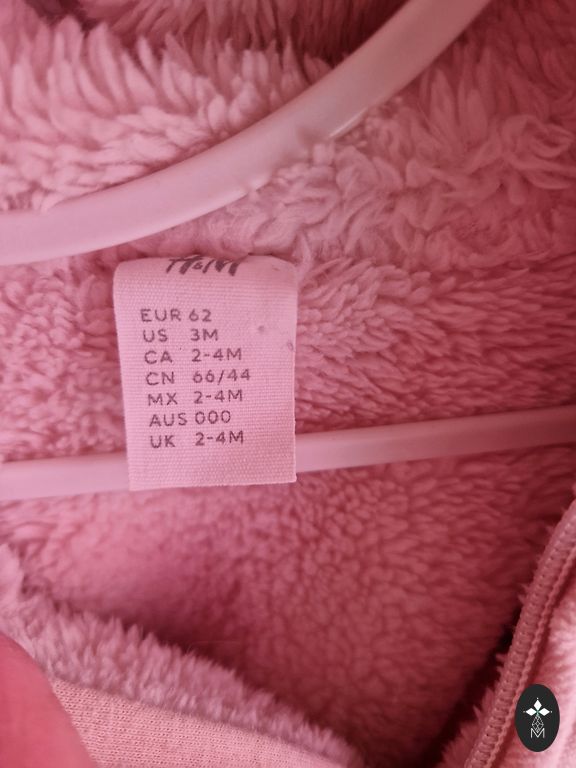 H&M
EUR 62
US 3M
CA 2-4M
CN 66/44
MX 2-4M
AUS 000
UK 2-4M
M